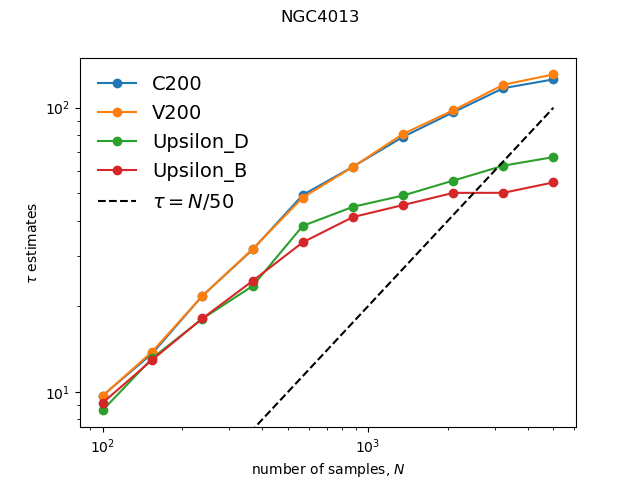 NGC4013
C200
V200
Upsilon_D
Upsilon_B
τ = N/50
10²
10¹
τ estimates
10² 10³
number of samples, N